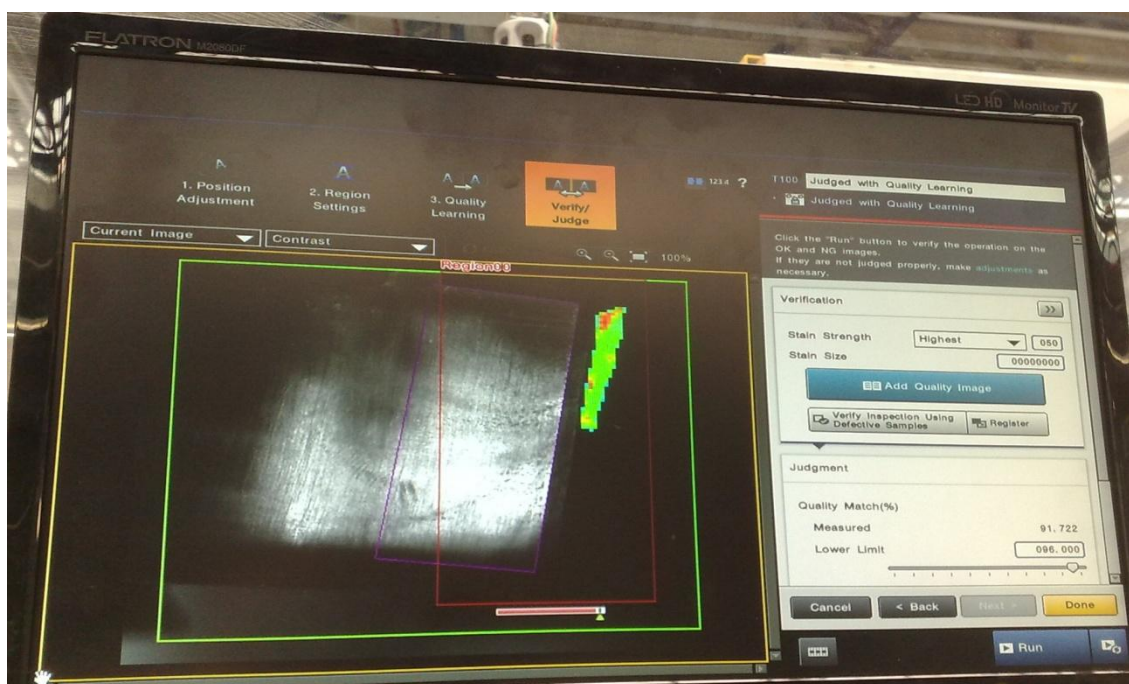 FLATRON M2080DF
LED HD Monitor TV
1. Position
Adjustment
2. Region
Settings
3. Quality
Learning
Verify/
Judge
123 d ?
T100 Judged with Quality Learning
Judged with Quality Learning
Current Image
Contrast
100%
Region00
Click the "Run" button to verify the operation on the
OK and NG images.
If they are not judged properly, make adjustments as
necessary.
Verification
>>
Stain Strength Highest 050
Stain Size 00000000
Add Quality Image
Verify Inspection Using
Defective Samples
Register
Judgment
Quality Match(%)
Measured 91.722
Lower Limit 096.000
Cancel < Back Next > Done
Run